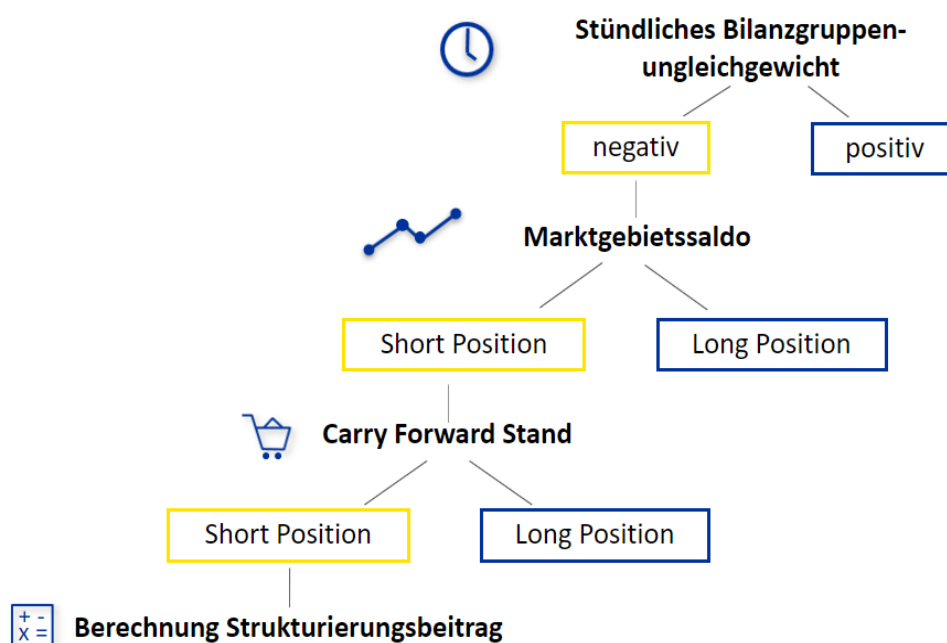 Stündliches Bilanzgruppen-
ungleichgewicht
negativ
positiv
Marktgebietssaldo
Short Position
Long Position
Carry Forward Stand
Short Position
Long Position
+ -
x =
Berechnung Strukturierungsbeitrag